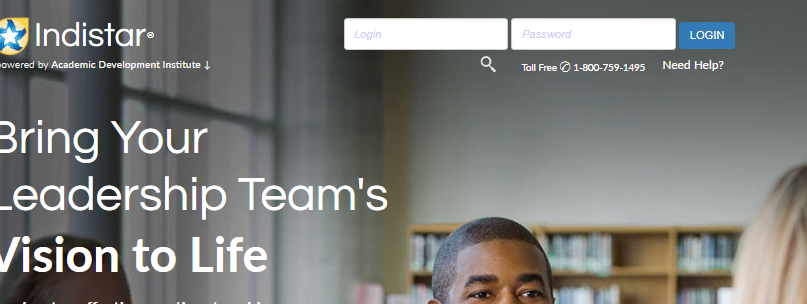 Indistar®
Login
Password
LOGIN
powered by Academic Development Institute ↓
Toll Free ✆ 1-800-759-1495
Need Help?
Bring Your
Leadership Team's
Vision to Life